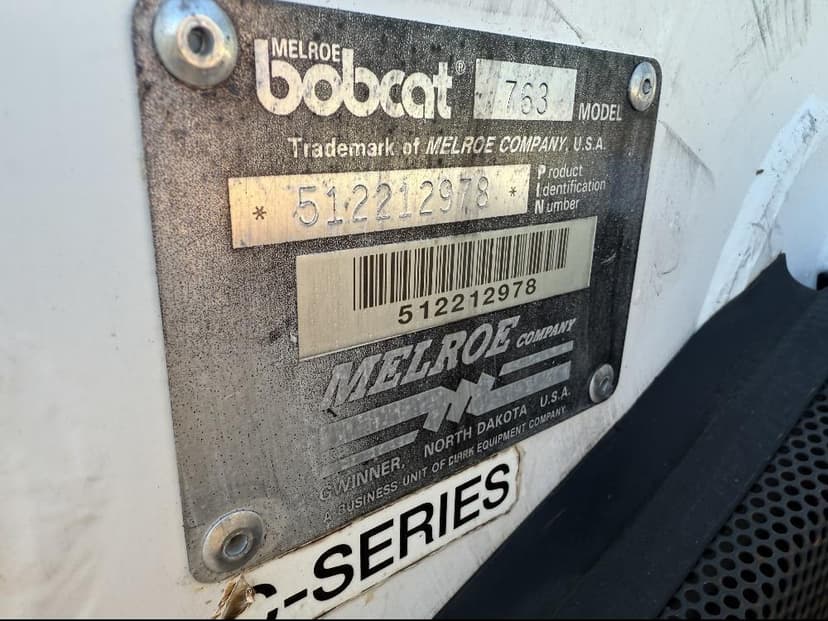 MELROE
bobcat® 763 MODEL
Trademark of MELROE COMPANY, U.S.A.
* 512212978 * Product Identification Number
512212978
MELROE COMPANY
GWINNER, NORTH DAKOTA U.S.A.
A BUSINESS UNIT OF CLARK EQUIPMENT COMPANY
-SERIES